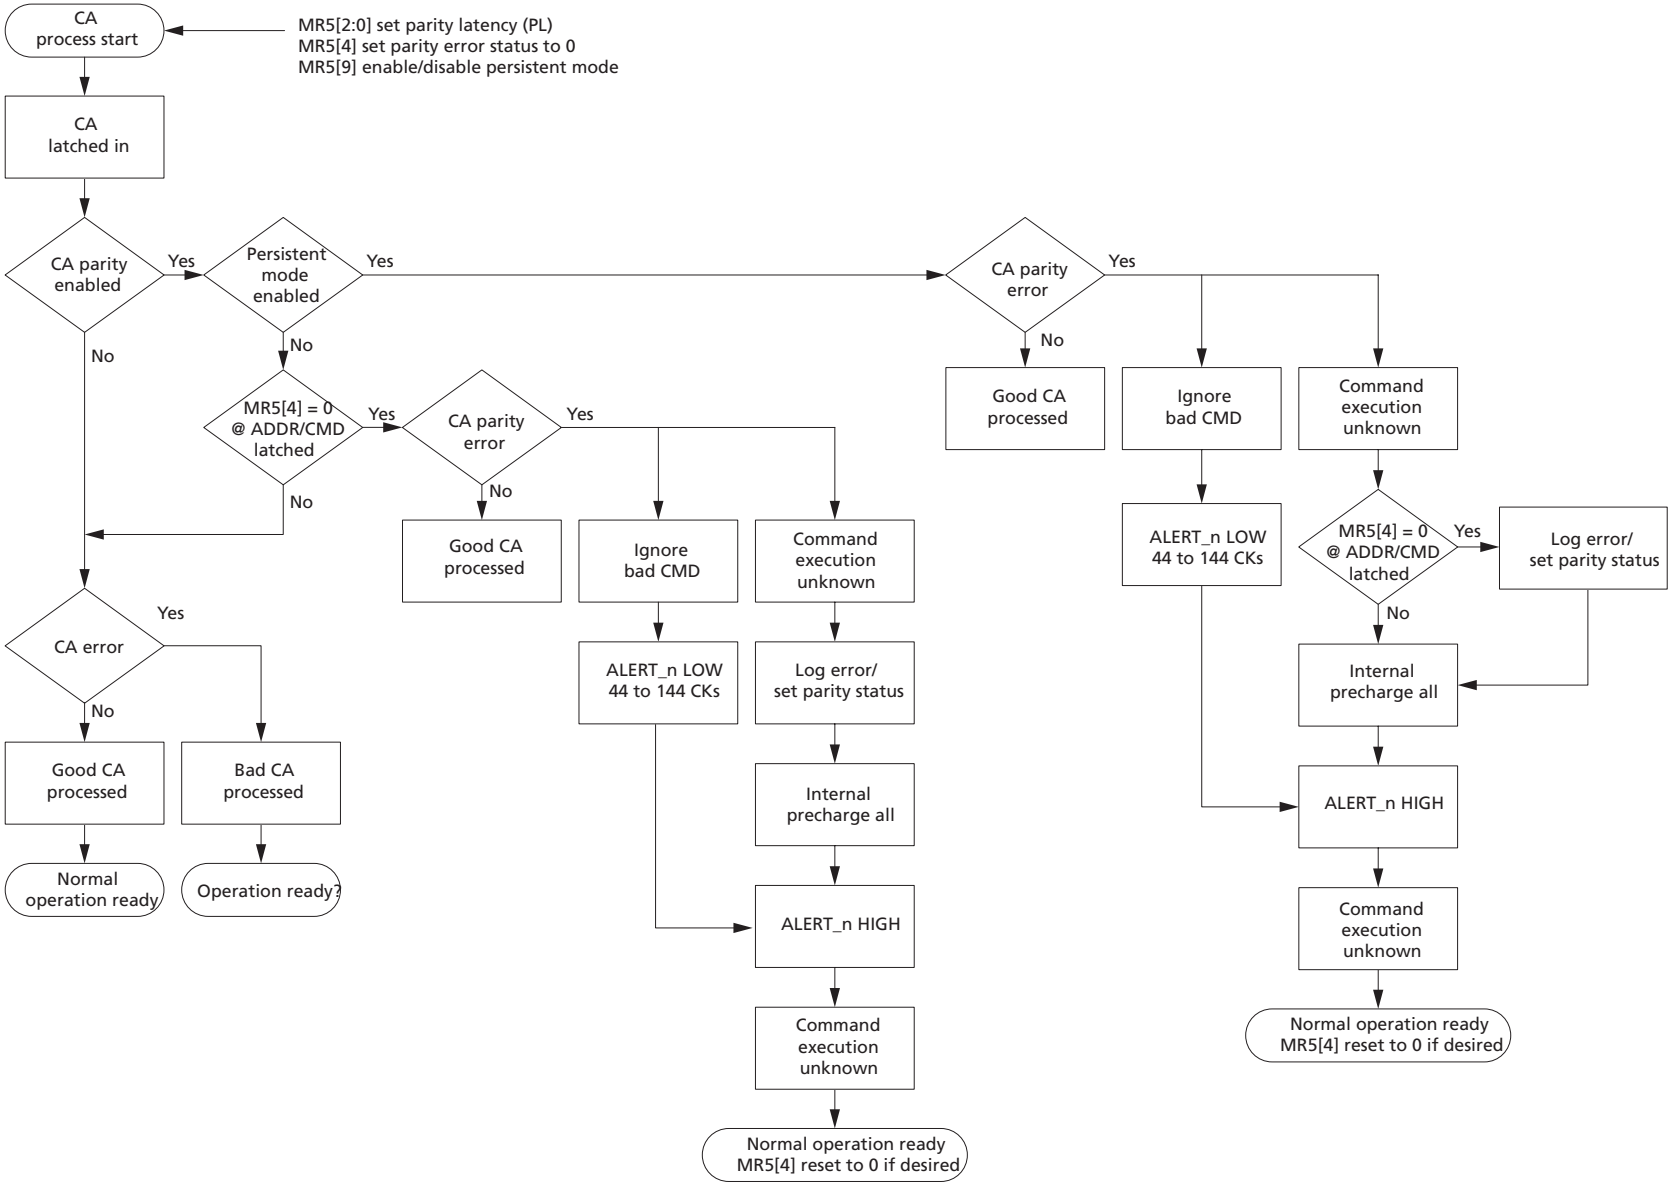 CA
process start
MR5[2:0] set parity latency (PL)
MR5[4] set parity error status to 0
MR5[9] enable/disable persistent mode
CA
latched in
CA parity
enabled
Yes
Persistent
mode
enabled
Yes
CA parity
error
Yes
No
No
No
MR5[4] = 0
@ ADDR/CMD
latched
Yes
CA parity
error
Yes
Good CA
processed
Ignore
bad CMD
Command
execution
unknown
No
No
Good CA
processed
Ignore
bad CMD
Command
execution
unknown
ALERT_n LOW
44 to 144 CKs
MR5[4] = 0
@ ADDR/CMD
latched
Yes
Log error/
set parity status
No
CA error
Yes
No
ALERT_n LOW
44 to 144 CKs
Log error/
set parity status
Internal
precharge all
Good CA
processed
Bad CA
processed
Internal
precharge all
ALERT_n HIGH
Normal
operation ready
Operation ready?
ALERT_n HIGH
Command
execution
unknown
Command
execution
unknown
Normal operation ready
MR5[4] reset to 0 if desired
Normal operation ready
MR5[4] reset to 0 if desired